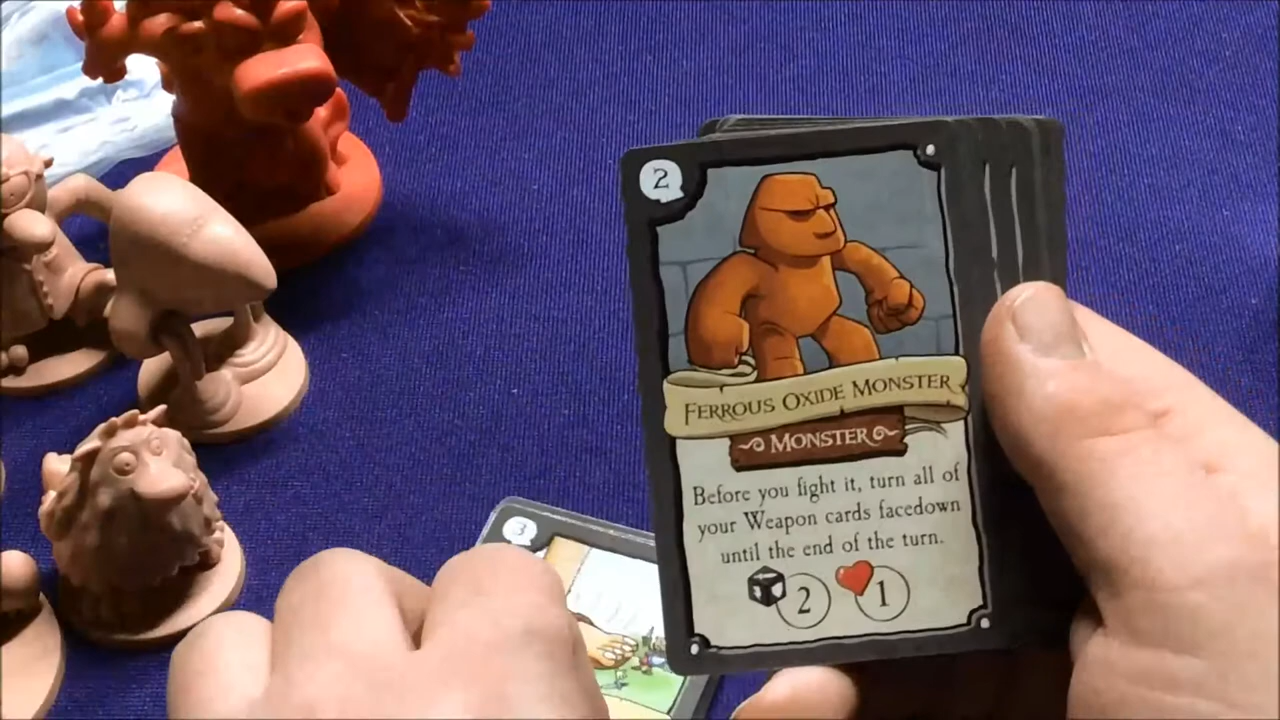 2
FERROUS OXIDE MONSTER
MONSTER
Before you fight it, turn all of
your Weapon cards facedown
until the end of the turn.
2 1
3